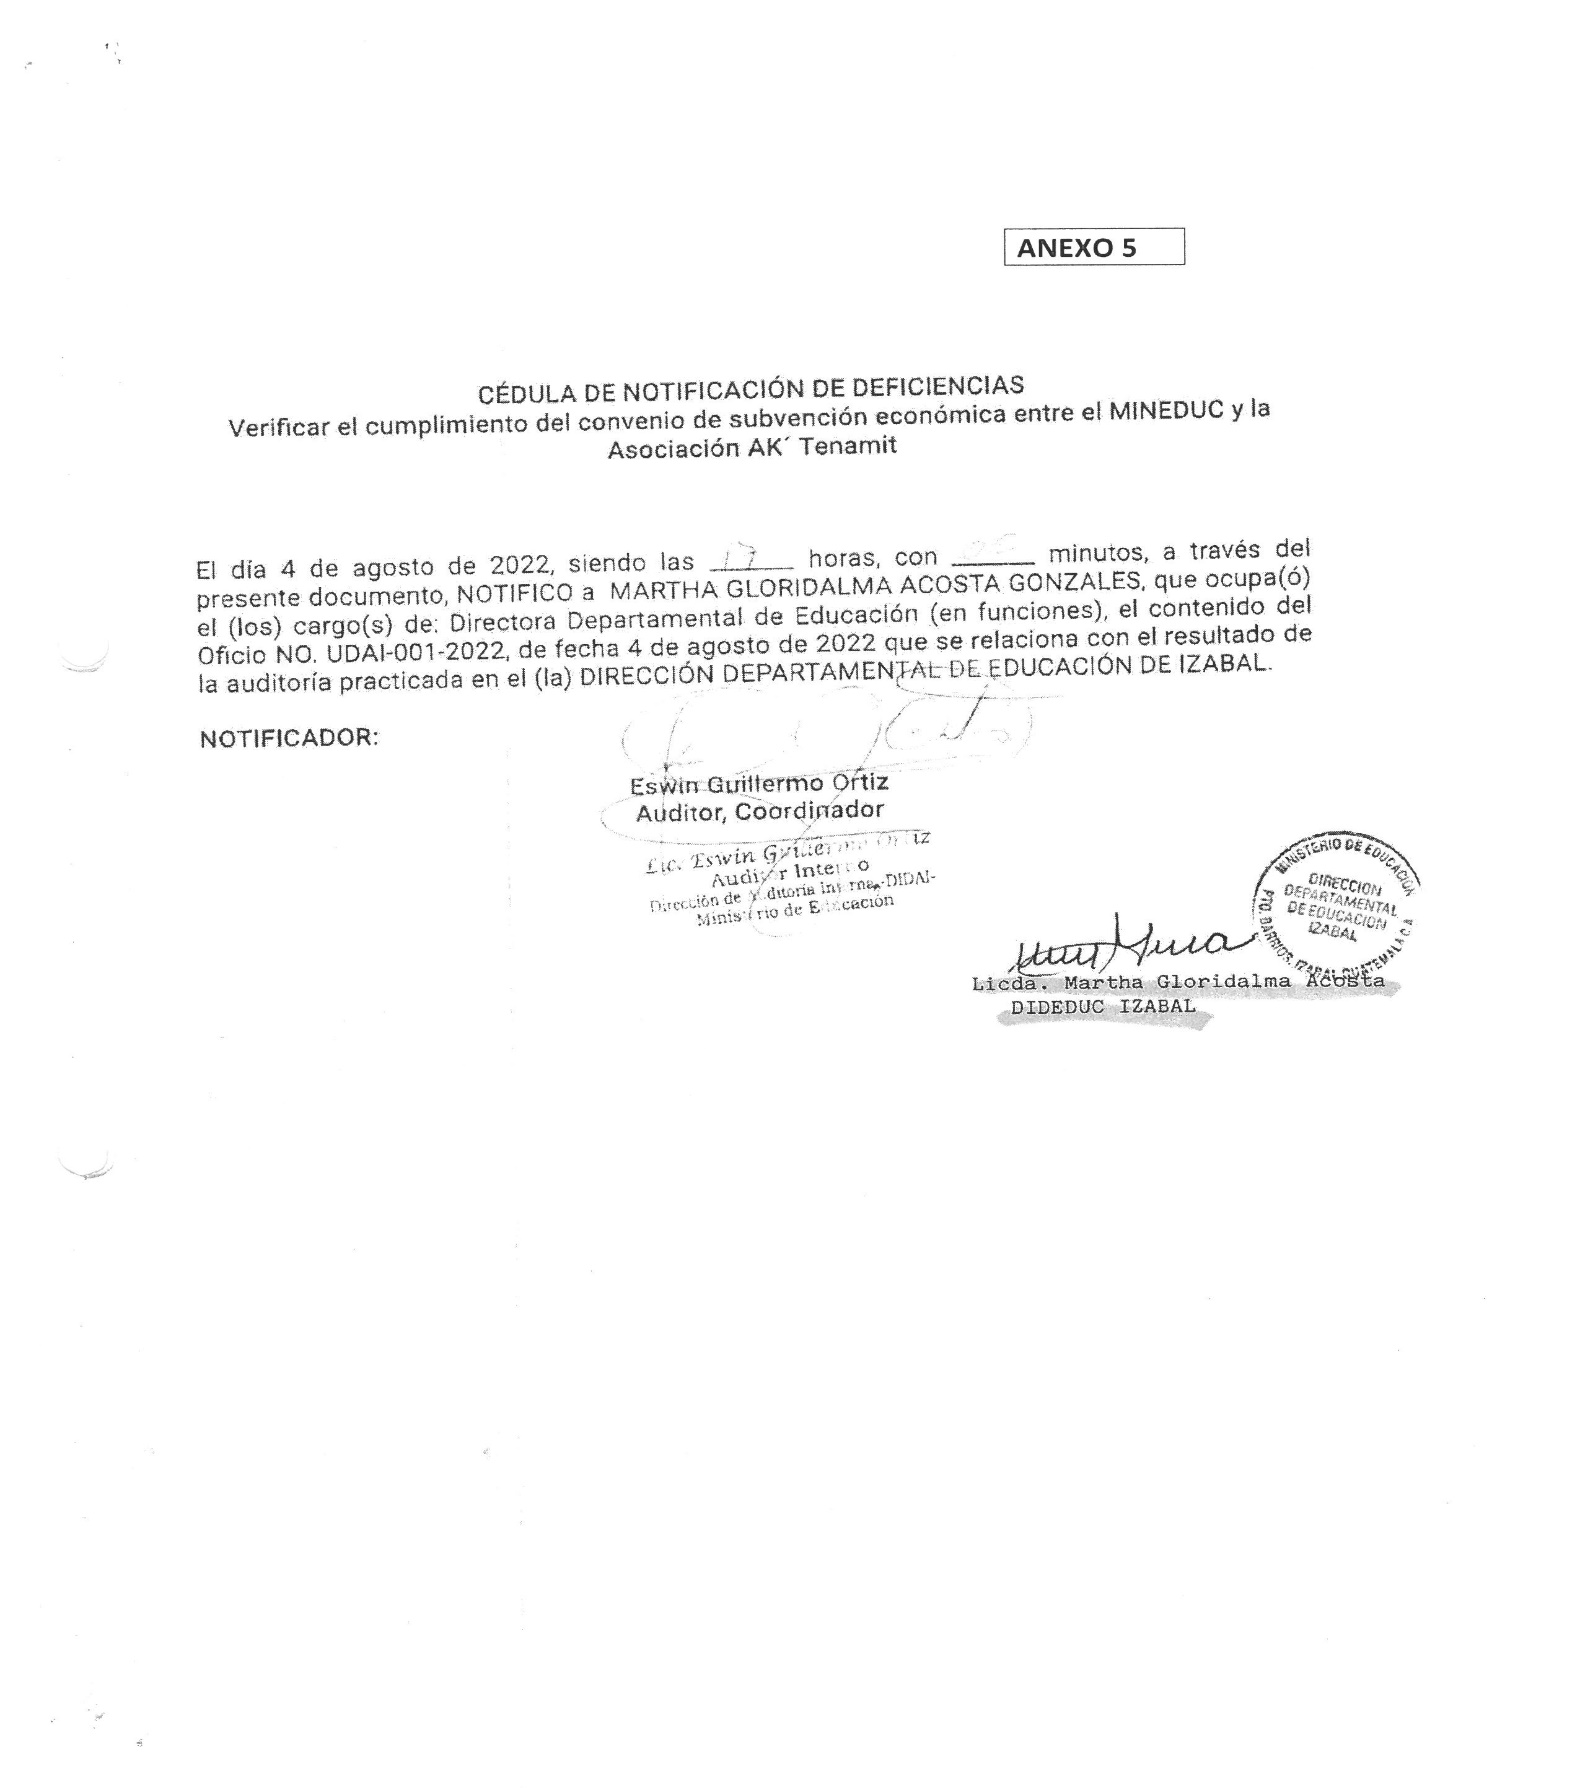 ANEXO 5
CÉDULA DE NOTIFICACIÓN DE DEFICIENCIAS
Verificar el cumplimiento del convenio de subvención económica entre el MINEDUC y la
Asociación AK´ Tenamit
El día 4 de agosto de 2022, siendo las 17 horas, con minutos, a través del
presente documento, NOTIFICO a MARTHA GLORIDALMA ACOSTA GONZALES, que ocupa(ó)
el (los) cargo(s) de: Directora Departamental de Educación (en funciones), el contenido del
Oficio NO. UDAI-001-2022, de fecha 4 de agosto de 2022 que se relaciona con el resultado de
la auditoría practicada en el (la) DIRECCIÓN DEPARTAMENTAL DE EDUCACIÓN DE IZABAL.
NOTIFICADOR:
Eswin Guillermo Ortiz
Auditor, Coordinador
Lic. Eswin Guillermo Ortiz
Auditor Interno
Dirección de Auditoría Interna -DIDAI-
Ministerio de Educación
MINISTERIO DE EDUCACIÓN
DIRECCION
DEPARTAMENTAL
DE EDUCACION
IZABAL
PTO. BARRIOS, IZABAL GUATEMALA C.A.
Licda. Martha Gloridalma Acosta
DIDEDUC IZABAL